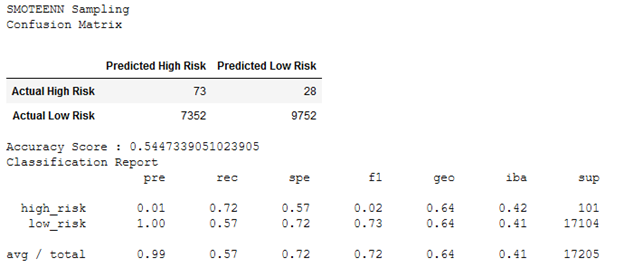 SMOTEENN Sampling
Confusion Matrix
Predicted High Risk Predicted Low Risk
Actual High Risk 73 28
Actual Low Risk 7352 9752
Accuracy Score : 0.5447339051023905
Classification Report
pre rec spe f1 geo iba sup
high_risk 0.01 0.72 0.57 0.02 0.64 0.42 101
low_risk 1.00 0.57 0.72 0.73 0.64 0.41 17104
avg / total 0.99 0.57 0.72 0.72 0.64 0.41 17205